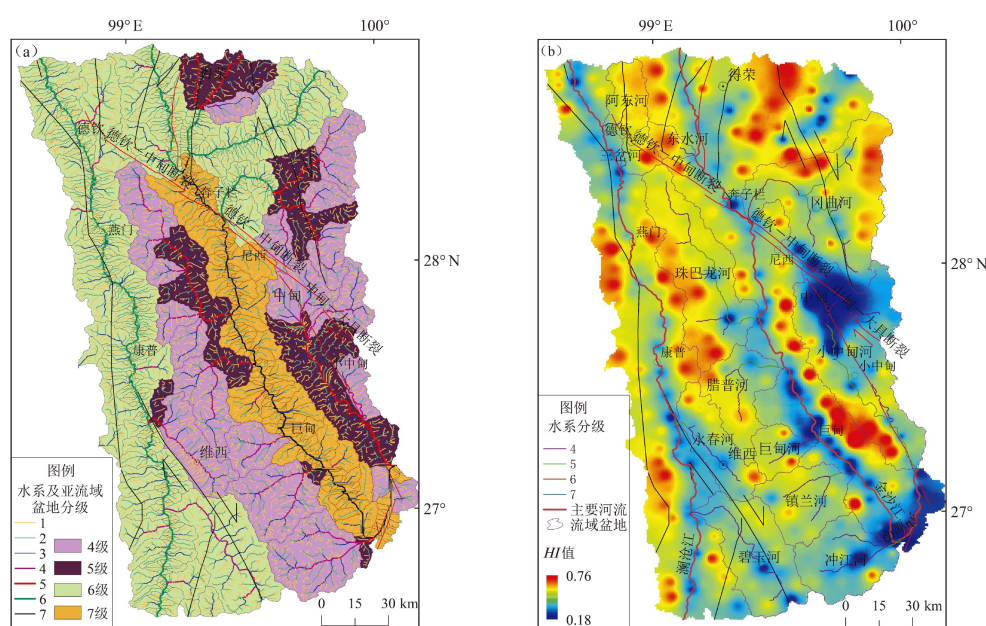 99° E
100°
99° E
100°
(a)
(b)
德钦
德钦—中甸断裂
奔子栏
德钦—中甸断裂
燕门
尼西
中甸
中甸—大具断裂
小中甸
康普
巨甸
维西
28° N
27°
图例
水系及亚流域
盆地分级
1
2
3
4
5
6
7
4级
5级
6级
7级
0 15 30 km
得荣
阿东河
德钦
德钦—中甸断裂
东水河
三岔河
奔子栏
冈曲河
德钦—中甸断裂
燕门
尼西
珠巴龙河
中甸
中甸—大具断裂
小中甸河
小中甸
康普
腊普河
巨甸
永春河
维西
巨甸河
金沙江
镇兰河
澜沧江
碧玉河
冲江河
28° N
27°
图例
水系分级
4
5
6
7
主要河流
流域盆地
HI值
0.76
0.18
0 15 30 km